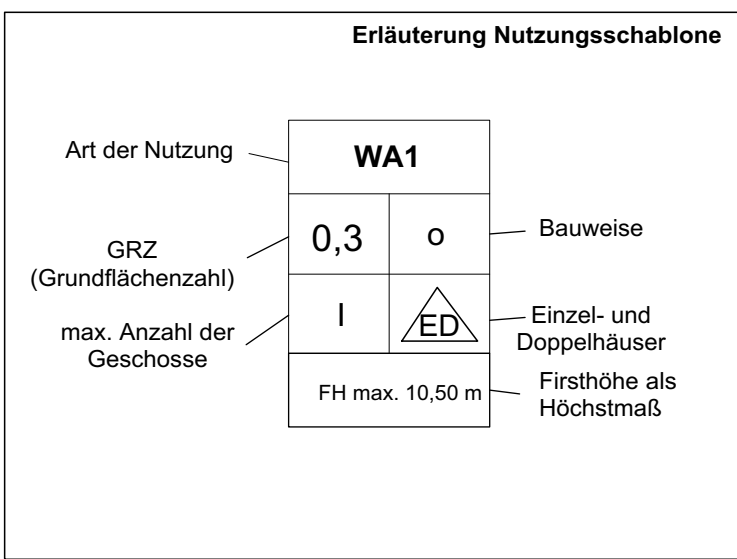 Erläuterung Nutzungsschablone
Art der Nutzung
WA1
GRZ
(Grundflächenzahl)
0,3
o
Bauweise
max. Anzahl der
Geschosse
I
ED
Einzel- und
Doppelhäuser
FH max. 10,50 m
Firsthöhe als
Höchstmaß